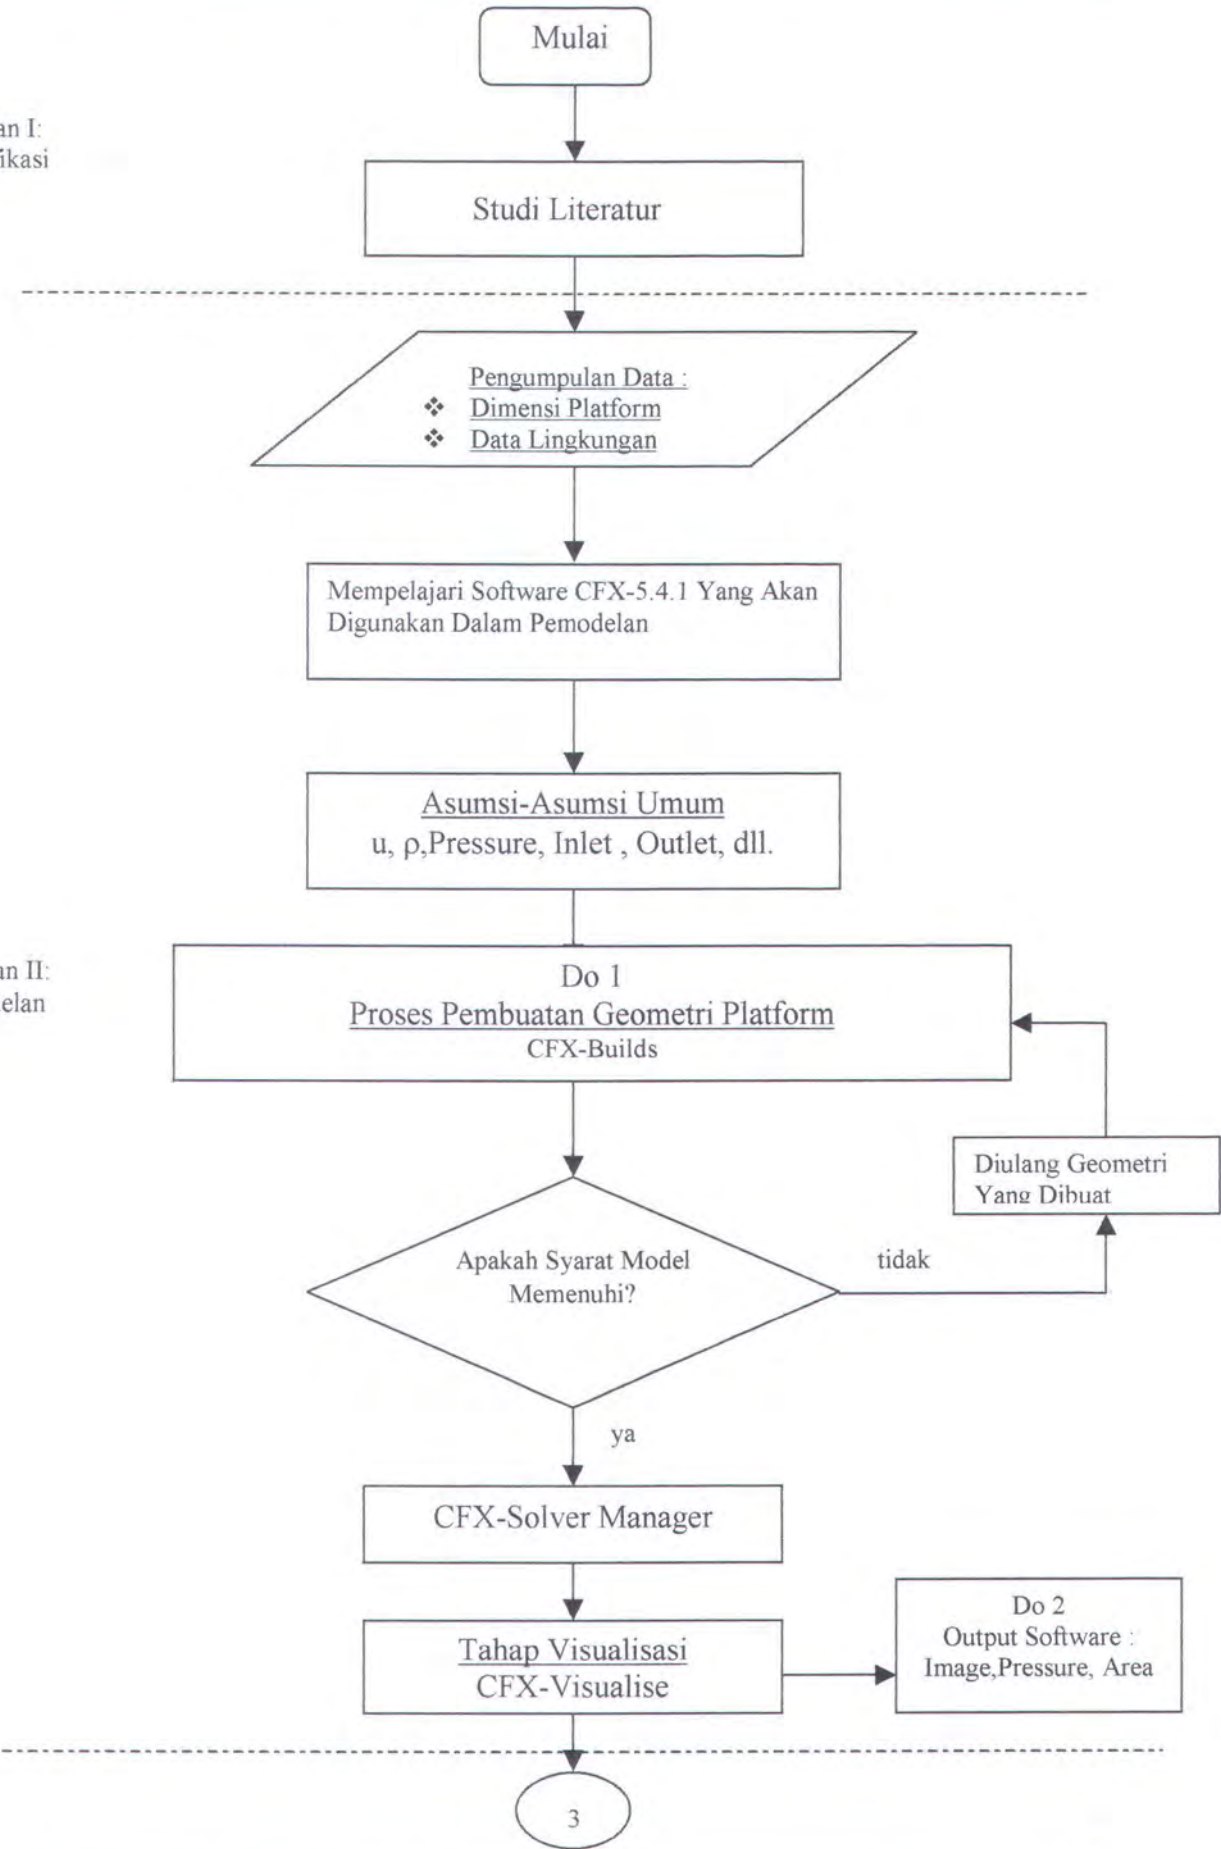 Mulai
an I:
ikasi
Studi Literatur
Pengumpulan Data :
❖ Dimensi Platform
❖ Data Lingkungan
Mempelajari Software CFX-5.4.1 Yang Akan
Digunakan Dalam Pemodelan
Asumsi-Asumsi Umum
u, ρ,Pressure, Inlet , Outlet, dll.
an II:
elan
Do 1
Proses Pembuatan Geometri Platform
CFX-Builds
Diulang Geometri
Yang Dibuat
Apakah Syarat Model
Memenuhi?
tidak
ya
CFX-Solver Manager
Tahap Visualisasi
CFX-Visualise
Do 2
Output Software :
Image,Pressure, Area
3